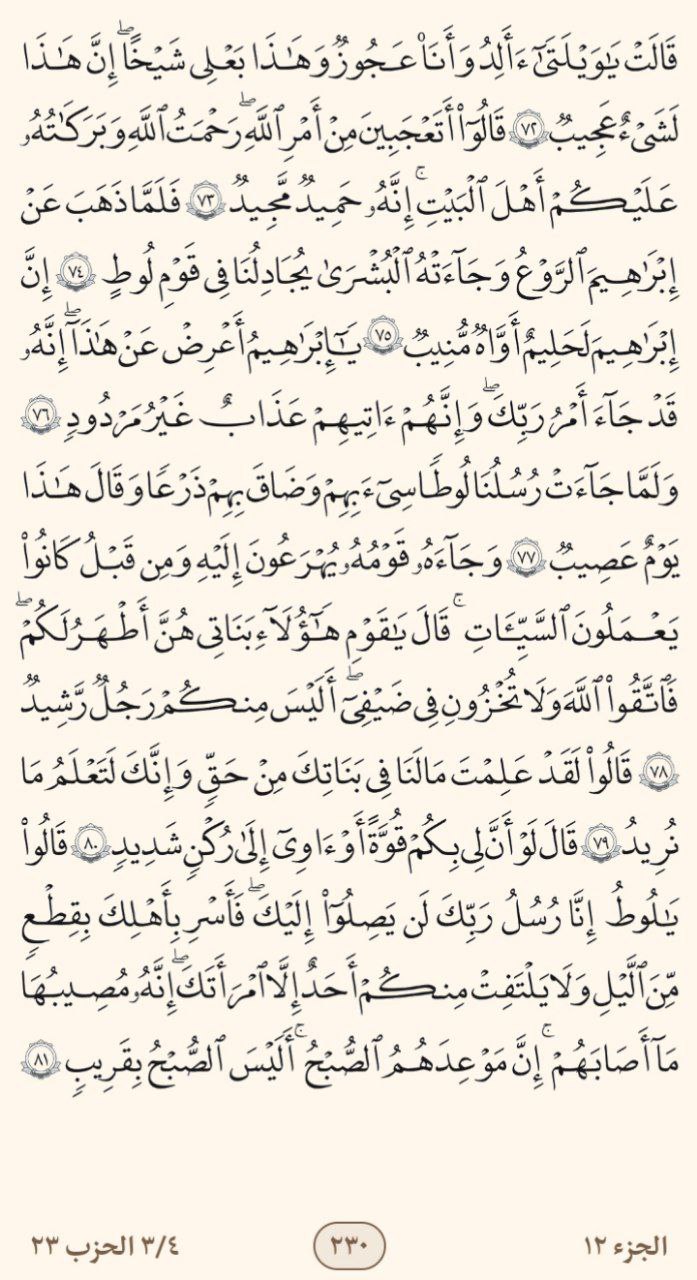 قَالَتْ يَٰوَيْلَتَىٰٓ ءَأَلِدُ وَأَنَا۠ عَجُوزٌ وَهَٰذَا بَعْلِى شَيْخًا ۖ إِنَّ هَٰذَا
لَشَىْءٌ عَجِيبٌ ٧٢ قَالُوٓا۟ أَتَعْجَبِينَ مِنْ أَمْرِ ٱللَّهِ ۖ رَحْمَتُ ٱللَّهِ وَبَرَكَٰتُهُۥ
عَلَيْكُمْ أَهْلَ ٱلْبَيْتِ ۚ إِنَّهُۥ حَمِيدٌ مَّجِيدٌ ٧٣ فَلَمَّا ذَهَبَ عَنْ
إِبْرَٰهِيمَ ٱلرَّوْعُ وَجَآءَتْهُ ٱلْبُشْرَىٰ يُجَٰدِلُنَا فِى قَوْمِ لُوطٍ ٧٤ إِنَّ
إِبْرَٰهِيمَ لَحَلِيمٌ أَوَّٰهٌ مُّنِيبٌ ٧٥ يَٰٓإِبْرَٰهِيمُ أَعْرِضْ عَنْ هَٰذَآ ۖ إِنَّهُۥ
قَدْ جَآءَ أَمْرُ رَبِّكَ ۖ وَإِنَّهُمْ ءَاتِيهِمْ عَذَابٌ غَيْرُ مَرْدُودٍ ٧٦
وَلَمَّا جَآءَتْ رُسُلُنَا لُوطًا سِىٓءَ بِهِمْ وَضَاقَ بِهِمْ ذَرْعًا وَقَالَ هَٰذَا
يَوْمٌ عَصِيبٌ ٧٧ وَجَآءَهُۥ قَوْمُهُۥ يُهْرَعُونَ إِلَيْهِ وَمِن قَبْلُ كَانُوا۟
يَعْمَلُونَ ٱلسَّيِّـَٔاتِ ۚ قَالَ يَٰقَوْمِ هَٰٓؤُلَآءِ بَنَاتِى هُنَّ أَطْهَرُ لَكُمْ ۖ
فَٱتَّقُوا۟ ٱللَّهَ وَلَا تُخْزُونِ فِى ضَيْفِىٓ ۖ أَلَيْسَ مِنكُمْ رَجُلٌ رَّشِيدٌ
٧٨ قَالُوا۟ لَقَدْ عَلِمْتَ مَا لَنَا فِى بَنَاتِكَ مِنْ حَقٍّ وَإِنَّكَ لَتَعْلَمُ مَا
نُرِيدُ ٧٩ قَالَ لَوْ أَنَّ لِى بِكُمْ قُوَّةً أَوْ ءَاوِىٓ إِلَىٰ رُكْنٍ شَدِيدٍ ٨٠ قَالُوا۟
يَٰلُوطُ إِنَّا رُسُلُ رَبِّكَ لَن يَصِلُوٓا۟ إِلَيْكَ ۖ فَأَسْرِ بِأَهْلِكَ بِقِطْعٍ
مِّنَ ٱلَّيْلِ وَلَا يَلْتَفِتْ مِنكُمْ أَحَدٌ إِلَّا ٱمْرَأَتَكَ ۖ إِنَّهُۥ مُصِيبُهَا
مَآ أَصَابَهُمْ ۚ إِنَّ مَوْعِدَهُمُ ٱلصُّبْحُ ۚ أَلَيْسَ ٱلصُّبْحُ بِقَرِيبٍ ٨١
الجزء ١٢ ٢٣٠ ٣/٤ الحزب ٢٣